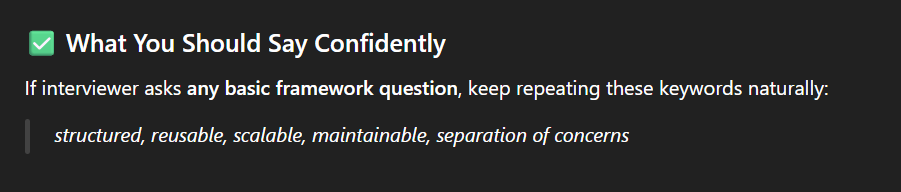 ✅ What You Should Say Confidently
If interviewer asks any basic framework question, keep repeating these keywords naturally:
structured, reusable, scalable, maintainable, separation of concerns